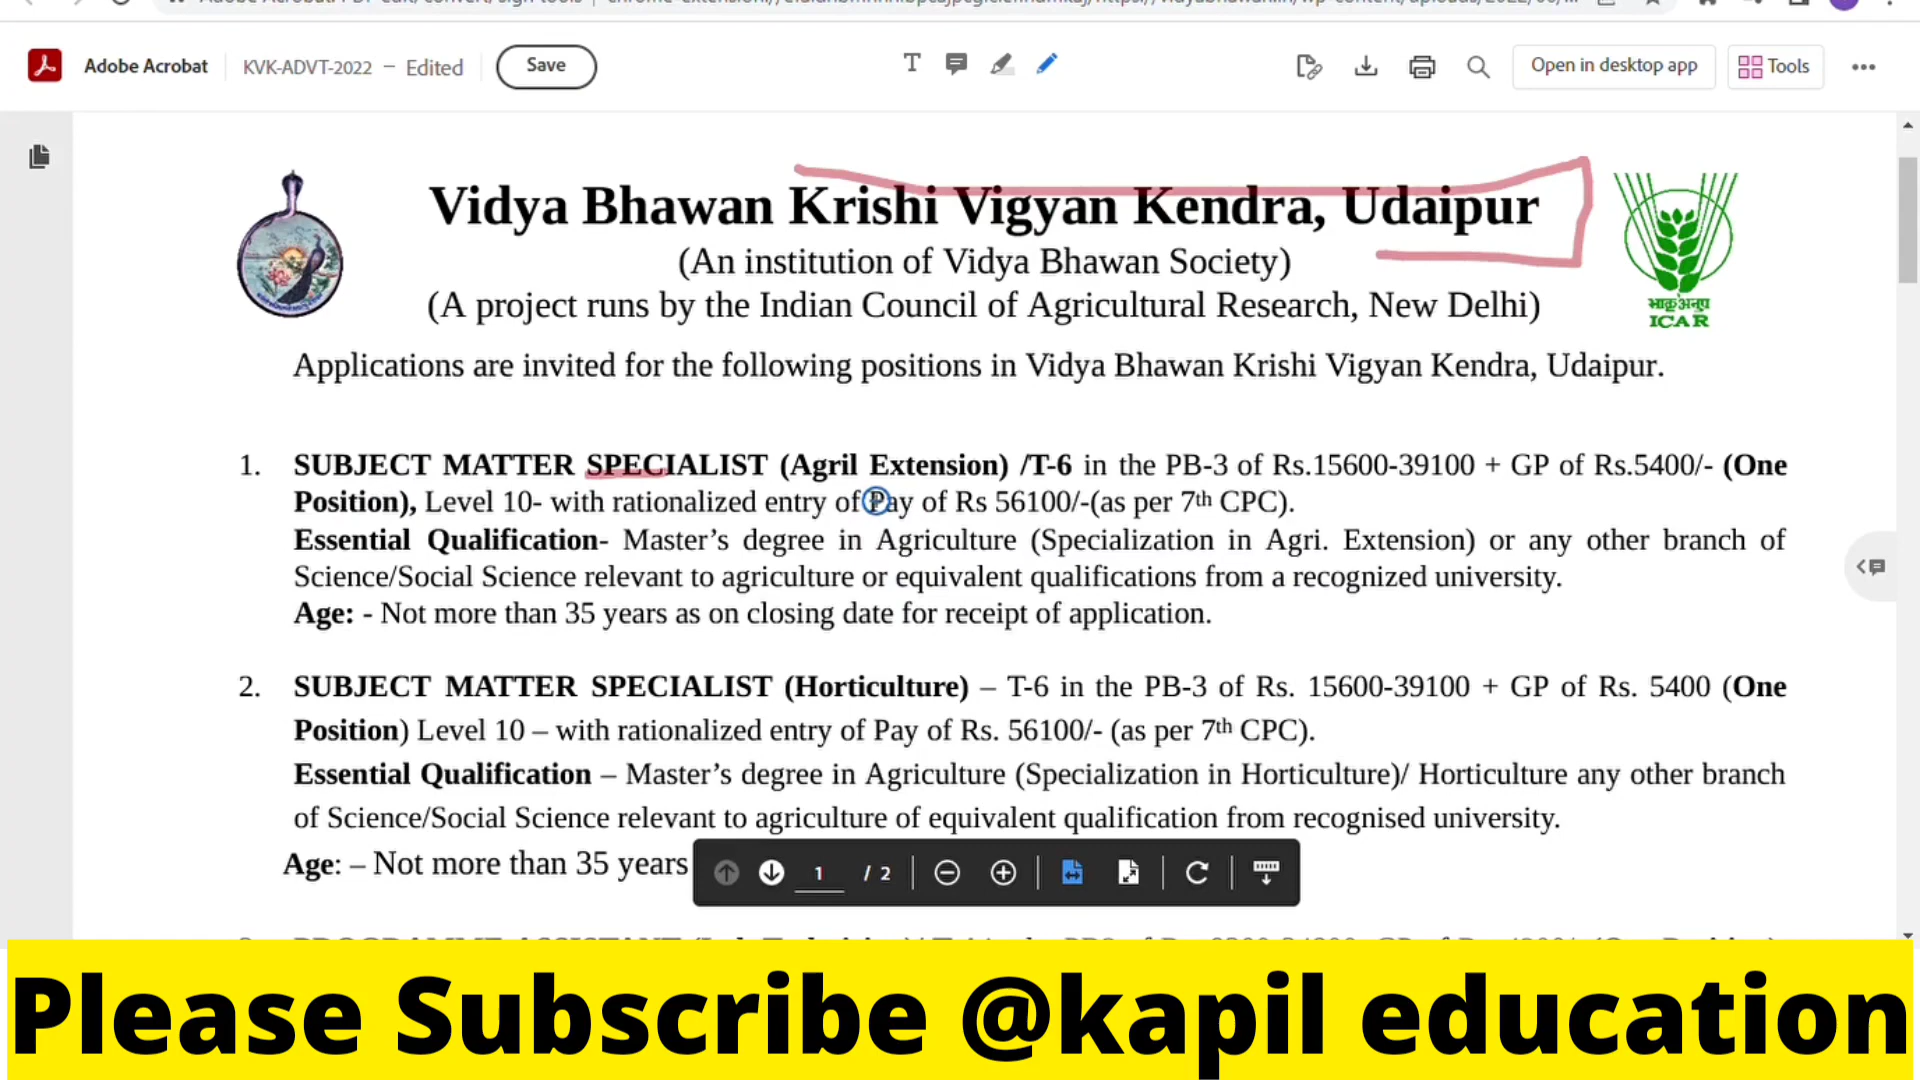 Adobe Acrobat
KVK-ADVT-2022 – Edited
Save
Open in desktop app
Tools
Vidya Bhawan Krishi Vigyan Kendra, Udaipur
(An institution of Vidya Bhawan Society)
(A project runs by the Indian Council of Agricultural Research, New Delhi)
भाकृअनुप
ICAR
Applications are invited for the following positions in Vidya Bhawan Krishi Vigyan Kendra, Udaipur.
1. SUBJECT MATTER SPECIALIST (Agril Extension) /T-6 in the PB-3 of Rs.15600-39100 + GP of Rs.5400/- (One
Position), Level 10- with rationalized entry of Pay of Rs 56100/-(as per 7th CPC).
Essential Qualification- Master’s degree in Agriculture (Specialization in Agri. Extension) or any other branch of
Science/Social Science relevant to agriculture or equivalent qualifications from a recognized university.
Age: - Not more than 35 years as on closing date for receipt of application.
2. SUBJECT MATTER SPECIALIST (Horticulture) – T-6 in the PB-3 of Rs. 15600-39100 + GP of Rs. 5400 (One
Position) Level 10 – with rationalized entry of Pay of Rs. 56100/- (as per 7th CPC).
Essential Qualification – Master’s degree in Agriculture (Specialization in Horticulture)/ Horticulture any other branch
of Science/Social Science relevant to agriculture of equivalent qualification from recognised university.
Age: – Not more than 35 years
1 / 2
Please Subscribe @kapil education